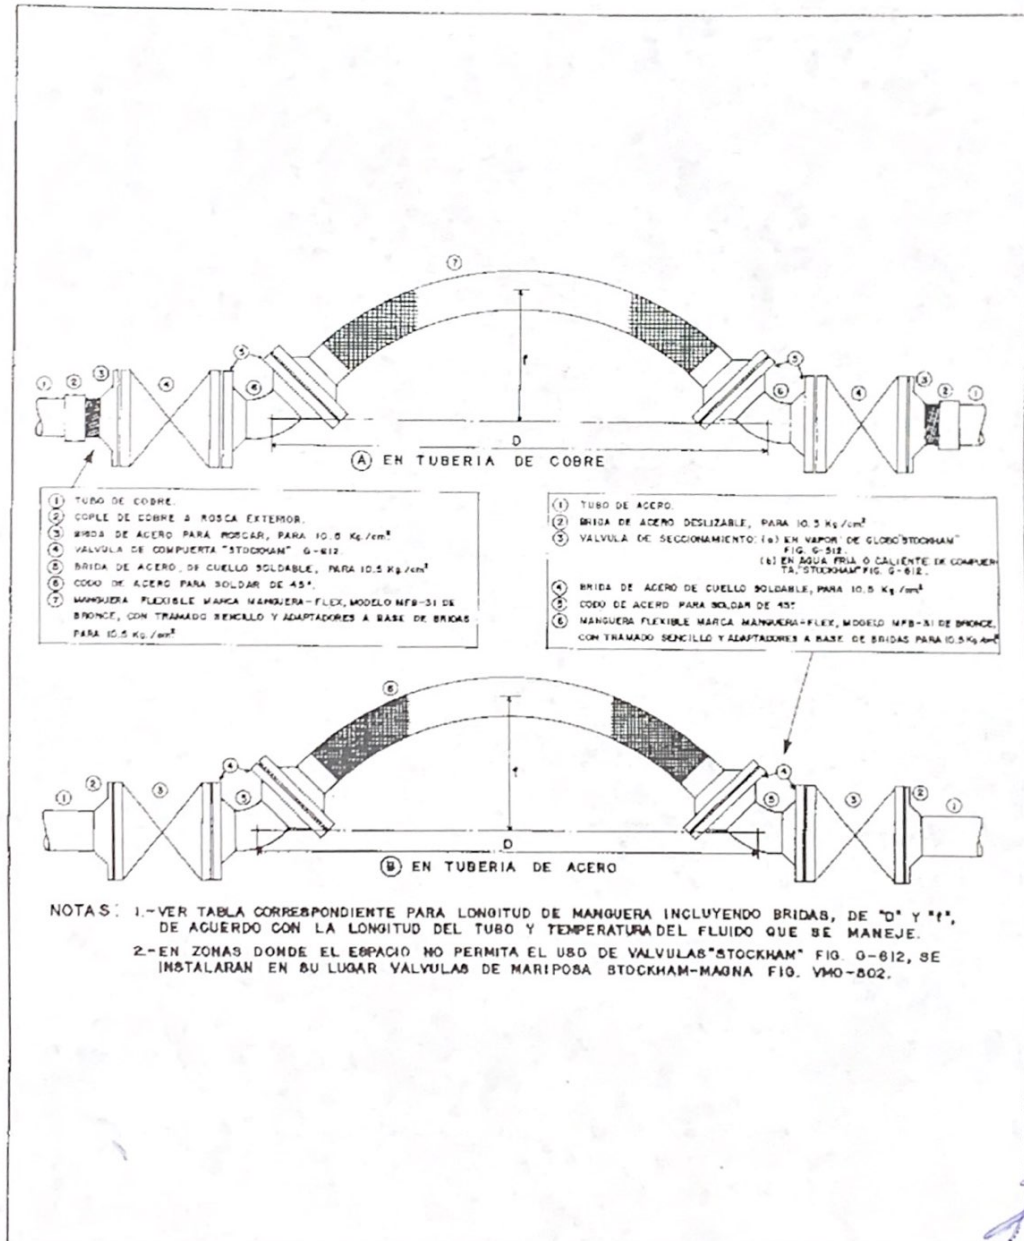 7
f
1 2 3 4 5 6
5 6 4 3 2 1
D
A EN TUBERIA DE COBRE
1 TUBO DE COBRE.
2 COPLE DE COBRE A ROSCA EXTERIOR.
3 BRIDA DE ACERO PARA ROSCAR, PARA 10.5 Kg./cm²
4 VALVULA DE COMPUERTA "STOCKHAM" G-612.
5 BRIDA DE ACERO, DE CUELLO SOLDABLE, PARA 10.5 Kg/cm²
6 CODO DE ACERO PARA SOLDAR DE 45°.
7 MANGUERA FLEXIBLE MARCA MANGUERA-FLEX, MODELO MFB-31 DE
BRONCE, CON TRAMADO SENCILLO Y ADAPTADORES A BASE DE BRIDAS
PARA 10.5 Kg./cm²
1 TUBO DE ACERO.
2 BRIDA DE ACERO DESLIZABLE, PARA 10.5 Kg/cm²
3 VALVULA DE SECCIONAMIENTO: (a) EN VAPOR DE GLOBO "STOCKHAM"
FIG. G-512.
(b) EN AGUA FRIA O CALIENTE DE COMPUER-
TA, "STOCKHAM" FIG. G-612.
4 BRIDA DE ACERO DE CUELLO SOLDABLE, PARA 10.5 Kg/cm²
5 CODO DE ACERO PARA SOLDAR DE 45°
6 MANGUERA FLEXIBLE MARCA MANGUERA-FLEX, MODELO MFB-31 DE BRONCE,
CON TRAMADO SENCILLO Y ADAPTADORES A BASE DE BRIDAS PARA 10.5 Kg/cm²
6
f
1 2 3 4 5
4 5 3 2 1
D
B EN TUBERIA DE ACERO
NOTAS: 1.-VER TABLA CORRESPONDIENTE PARA LONGITUD DE MANGUERA INCLUYENDO BRIDAS, DE "D" Y "f",
DE ACUERDO CON LA LONGITUD DEL TUBO Y TEMPERATURA DEL FLUIDO QUE SE MANEJE.
2.-EN ZONAS DONDE EL ESPACIO NO PERMITA EL USO DE VALVULAS "STOCKHAM" FIG. G-612, SE
INSTALARAN EN SU LUGAR VALVULAS DE MARIPOSA STOCKHAM-MAGNA FIG. VMO-802.